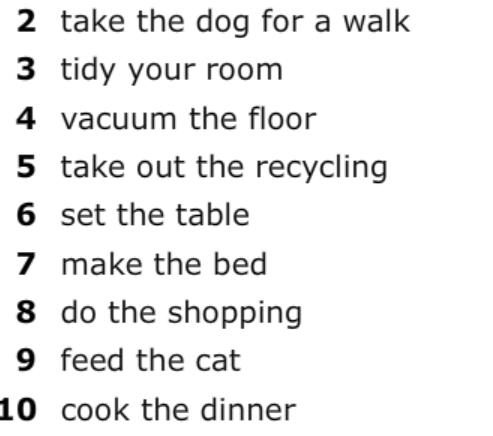 2 take the dog for a walk
3 tidy your room
4 vacuum the floor
5 take out the recycling
6 set the table
7 make the bed
8 do the shopping
9 feed the cat
10 cook the dinner